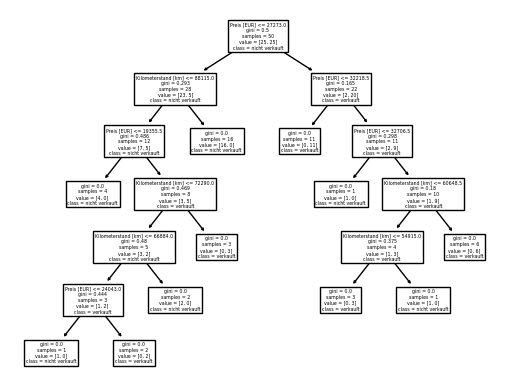 Preis [EUR] <= 27273.0
gini = 0.5
samples = 50
value = [25, 25]
class = nicht verkauft
Kilometerstand [km] <= 88115.0
gini = 0.293
samples = 28
value = [23, 5]
class = nicht verkauft
Preis [EUR] <= 32218.5
gini = 0.165
samples = 22
value = [2, 20]
class = verkauft
Preis [EUR] <= 19355.5
gini = 0.486
samples = 12
value = [7, 5]
class = nicht verkauft
gini = 0.0
samples = 16
value = [16, 0]
class = nicht verkauft
gini = 0.0
samples = 11
value = [0, 11]
class = verkauft
Preis [EUR] <= 32706.5
gini = 0.298
samples = 11
value = [2, 9]
class = verkauft
gini = 0.0
samples = 4
value = [4, 0]
class = nicht verkauft
Kilometerstand [km] <= 72290.0
gini = 0.469
samples = 8
value = [3, 5]
class = verkauft
gini = 0.0
samples = 1
value = [1, 0]
class = nicht verkauft
Kilometerstand [km] <= 60648.5
gini = 0.18
samples = 10
value = [1, 9]
class = verkauft
Kilometerstand [km] <= 66884.0
gini = 0.48
samples = 5
value = [3, 2]
class = nicht verkauft
gini = 0.0
samples = 3
value = [0, 3]
class = verkauft
Kilometerstand [km] <= 54915.0
gini = 0.375
samples = 4
value = [1, 3]
class = verkauft
gini = 0.0
samples = 6
value = [0, 6]
class = verkauft
Preis [EUR] <= 24043.0
gini = 0.444
samples = 3
value = [1, 2]
class = verkauft
gini = 0.0
samples = 2
value = [2, 0]
class = nicht verkauft
gini = 0.0
samples = 3
value = [0, 3]
class = verkauft
gini = 0.0
samples = 1
value = [1, 0]
class = nicht verkauft
gini = 0.0
samples = 1
value = [1, 0]
class = nicht verkauft
gini = 0.0
samples = 2
value = [0, 2]
class = verkauft